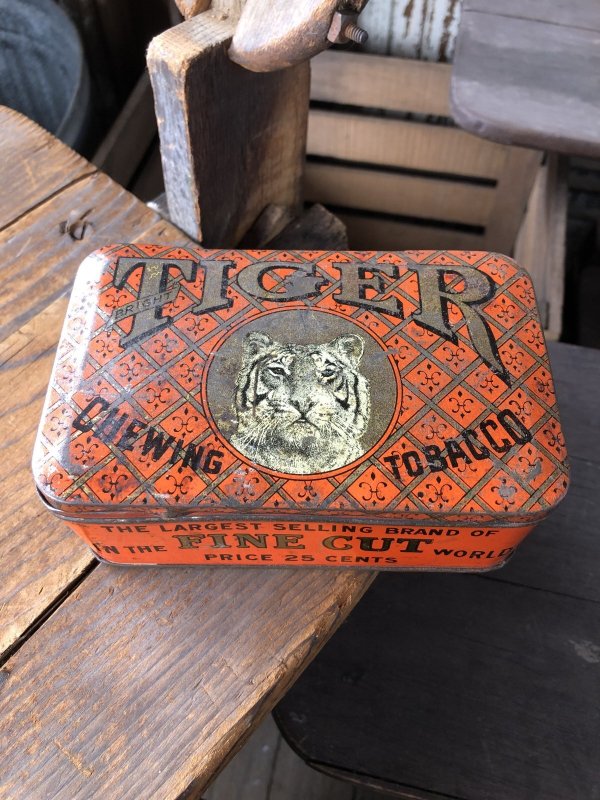 BRIGHT
TIGER
CHEWING TOBACCO
THE LARGEST SELLING BRAND OF
FINE CUT
IN THE WORLD
PRICE 25 CENTS